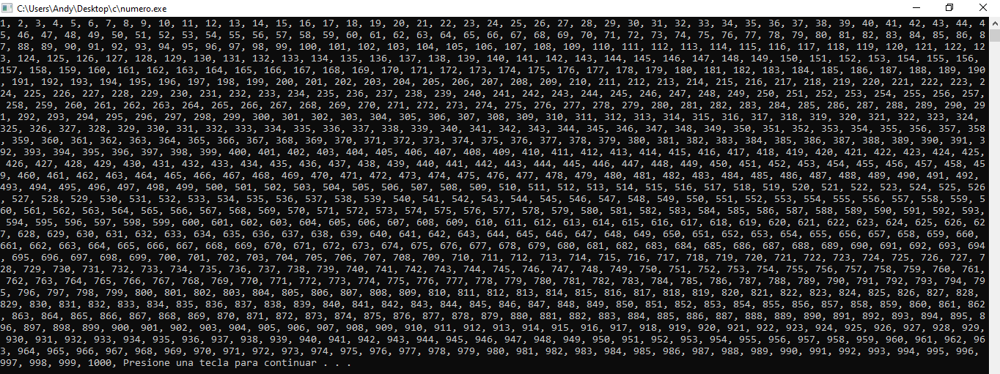 C:\Users\Andy\Desktop\c\numero.exe
1, 2, 3, 4, 5, 6, 7, 8, 9, 10, 11, 12, 13, 14, 15, 16, 17, 18, 19, 20, 21, 22, 23, 24, 25, 26, 27, 28, 29, 30, 31, 32, 33, 34, 35, 36, 37, 38, 39, 40, 41, 42, 43, 44, 4
5, 46, 47, 48, 49, 50, 51, 52, 53, 54, 55, 56, 57, 58, 59, 60, 61, 62, 63, 64, 65, 66, 67, 68, 69, 70, 71, 72, 73, 74, 75, 76, 77, 78, 79, 80, 81, 82, 83, 84, 85, 86, 8
7, 88, 89, 90, 91, 92, 93, 94, 95, 96, 97, 98, 99, 100, 101, 102, 103, 104, 105, 106, 107, 108, 109, 110, 111, 112, 113, 114, 115, 116, 117, 118, 119, 120, 121, 122, 12
3, 124, 125, 126, 127, 128, 129, 130, 131, 132, 133, 134, 135, 136, 137, 138, 139, 140, 141, 142, 143, 144, 145, 146, 147, 148, 149, 150, 151, 152, 153, 154, 155, 156,
157, 158, 159, 160, 161, 162, 163, 164, 165, 166, 167, 168, 169, 170, 171, 172, 173, 174, 175, 176, 177, 178, 179, 180, 181, 182, 183, 184, 185, 186, 187, 188, 189, 190
, 191, 192, 193, 194, 195, 196, 197, 198, 199, 200, 201, 202, 203, 204, 205, 206, 207, 208, 209, 210, 211, 212, 213, 214, 215, 216, 217, 218, 219, 220, 221, 222, 223, 2
24, 225, 226, 227, 228, 229, 230, 231, 232, 233, 234, 235, 236, 237, 238, 239, 240, 241, 242, 243, 244, 245, 246, 247, 248, 249, 250, 251, 252, 253, 254, 255, 256, 257,
258, 259, 260, 261, 262, 263, 264, 265, 266, 267, 268, 269, 270, 271, 272, 273, 274, 275, 276, 277, 278, 279, 280, 281, 282, 283, 284, 285, 286, 287, 288, 289, 290, 29
1, 292, 293, 294, 295, 296, 297, 298, 299, 300, 301, 302, 303, 304, 305, 306, 307, 308, 309, 310, 311, 312, 313, 314, 315, 316, 317, 318, 319, 320, 321, 322, 323, 324,
325, 326, 327, 328, 329, 330, 331, 332, 333, 334, 335, 336, 337, 338, 339, 340, 341, 342, 343, 344, 345, 346, 347, 348, 349, 350, 351, 352, 353, 354, 355, 356, 357, 358
, 359, 360, 361, 362, 363, 364, 365, 366, 367, 368, 369, 370, 371, 372, 373, 374, 375, 376, 377, 378, 379, 380, 381, 382, 383, 384, 385, 386, 387, 388, 389, 390, 391, 3
92, 393, 394, 395, 396, 397, 398, 399, 400, 401, 402, 403, 404, 405, 406, 407, 408, 409, 410, 411, 412, 413, 414, 415, 416, 417, 418, 419, 420, 421, 422, 423, 424, 425,
426, 427, 428, 429, 430, 431, 432, 433, 434, 435, 436, 437, 438, 439, 440, 441, 442, 443, 444, 445, 446, 447, 448, 449, 450, 451, 452, 453, 454, 455, 456, 457, 458, 45
9, 460, 461, 462, 463, 464, 465, 466, 467, 468, 469, 470, 471, 472, 473, 474, 475, 476, 477, 478, 479, 480, 481, 482, 483, 484, 485, 486, 487, 488, 489, 490, 491, 492,
493, 494, 495, 496, 497, 498, 499, 500, 501, 502, 503, 504, 505, 506, 507, 508, 509, 510, 511, 512, 513, 514, 515, 516, 517, 518, 519, 520, 521, 522, 523, 524, 525, 526
, 527, 528, 529, 530, 531, 532, 533, 534, 535, 536, 537, 538, 539, 540, 541, 542, 543, 544, 545, 546, 547, 548, 549, 550, 551, 552, 553, 554, 555, 556, 557, 558, 559, 5
60, 561, 562, 563, 564, 565, 566, 567, 568, 569, 570, 571, 572, 573, 574, 575, 576, 577, 578, 579, 580, 581, 582, 583, 584, 585, 586, 587, 588, 589, 590, 591, 592, 593,
594, 595, 596, 597, 598, 599, 600, 601, 602, 603, 604, 605, 606, 607, 608, 609, 610, 611, 612, 613, 614, 615, 616, 617, 618, 619, 620, 621, 622, 623, 624, 625, 626, 62
7, 628, 629, 630, 631, 632, 633, 634, 635, 636, 637, 638, 639, 640, 641, 642, 643, 644, 645, 646, 647, 648, 649, 650, 651, 652, 653, 654, 655, 656, 657, 658, 659, 660,
661, 662, 663, 664, 665, 666, 667, 668, 669, 670, 671, 672, 673, 674, 675, 676, 677, 678, 679, 680, 681, 682, 683, 684, 685, 686, 687, 688, 689, 690, 691, 692, 693, 694
, 695, 696, 697, 698, 699, 700, 701, 702, 703, 704, 705, 706, 707, 708, 709, 710, 711, 712, 713, 714, 715, 716, 717, 718, 719, 720, 721, 722, 723, 724, 725, 726, 727, 7
28, 729, 730, 731, 732, 733, 734, 735, 736, 737, 738, 739, 740, 741, 742, 743, 744, 745, 746, 747, 748, 749, 750, 751, 752, 753, 754, 755, 756, 757, 758, 759, 760, 761,
762, 763, 764, 765, 766, 767, 768, 769, 770, 771, 772, 773, 774, 775, 776, 777, 778, 779, 780, 781, 782, 783, 784, 785, 786, 787, 788, 789, 790, 791, 792, 793, 794, 79
5, 796, 797, 798, 799, 800, 801, 802, 803, 804, 805, 806, 807, 808, 809, 810, 811, 812, 813, 814, 815, 816, 817, 818, 819, 820, 821, 822, 823, 824, 825, 826, 827, 828,
829, 830, 831, 832, 833, 834, 835, 836, 837, 838, 839, 840, 841, 842, 843, 844, 845, 846, 847, 848, 849, 850, 851, 852, 853, 854, 855, 856, 857, 858, 859, 860, 861, 862
, 863, 864, 865, 866, 867, 868, 869, 870, 871, 872, 873, 874, 875, 876, 877, 878, 879, 880, 881, 882, 883, 884, 885, 886, 887, 888, 889, 890, 891, 892, 893, 894, 895, 8
96, 897, 898, 899, 900, 901, 902, 903, 904, 905, 906, 907, 908, 909, 910, 911, 912, 913, 914, 915, 916, 917, 918, 919, 920, 921, 922, 923, 924, 925, 926, 927, 928, 929,
930, 931, 932, 933, 934, 935, 936, 937, 938, 939, 940, 941, 942, 943, 944, 945, 946, 947, 948, 949, 950, 951, 952, 953, 954, 955, 956, 957, 958, 959, 960, 961, 962, 96
3, 964, 965, 966, 967, 968, 969, 970, 971, 972, 973, 974, 975, 976, 977, 978, 979, 980, 981, 982, 983, 984, 985, 986, 987, 988, 989, 990, 991, 992, 993, 994, 995, 996,
997, 998, 999, 1000, Presione una tecla para continuar . . .